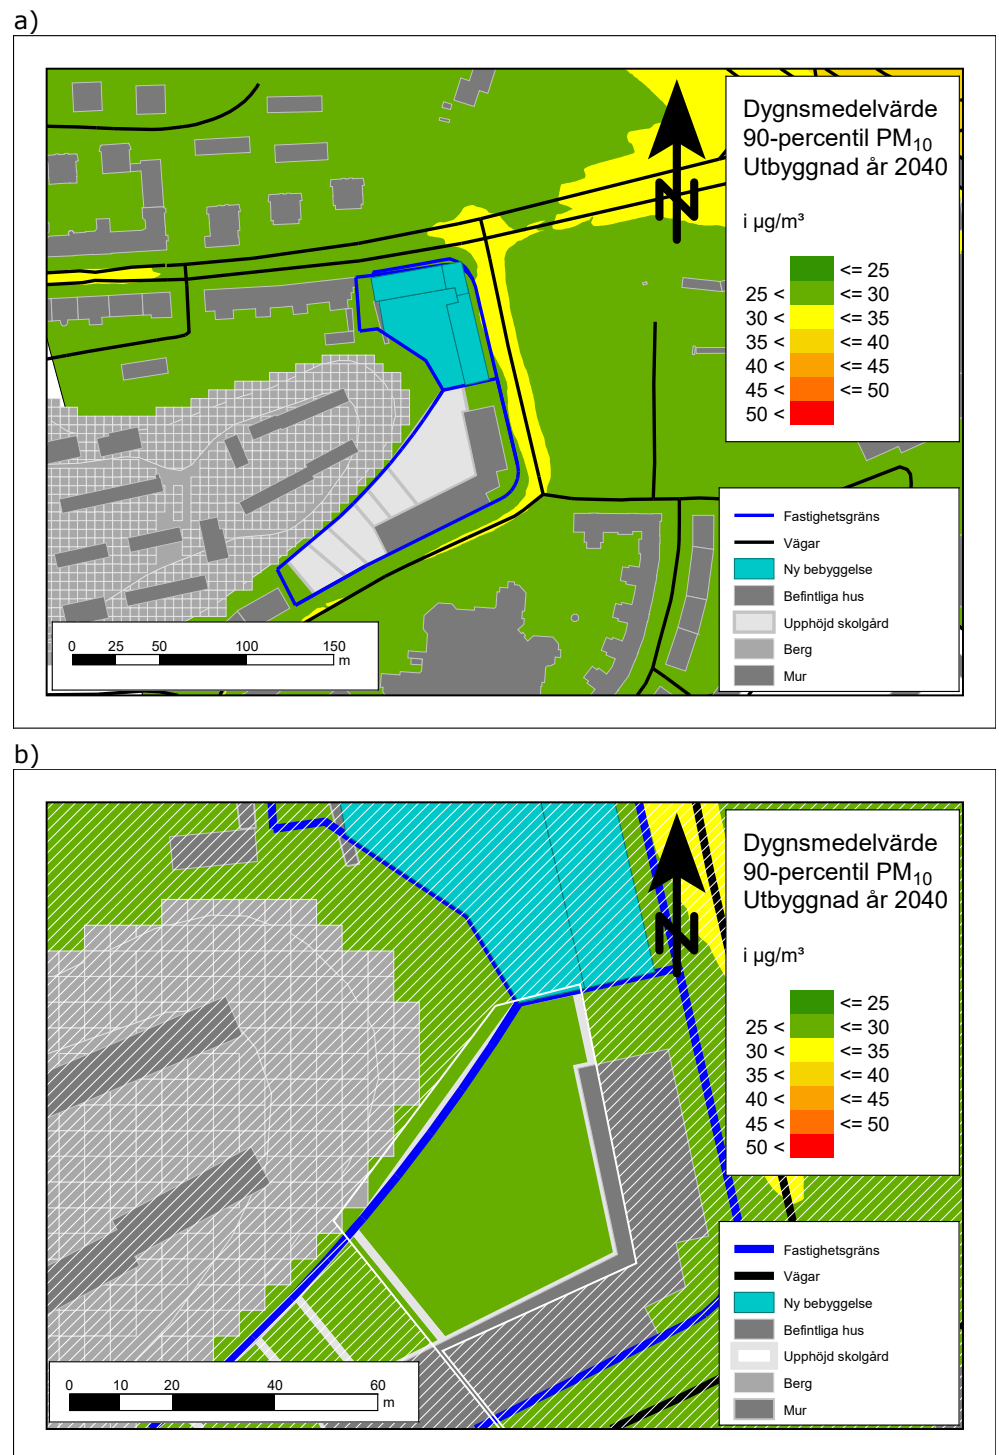 a)
Dygnsmedelvärde
90-percentil PM10
Utbyggnad år 2040
i µg/m³
<= 25
25 < <= 30
30 < <= 35
35 < <= 40
40 < <= 45
45 < <= 50
50 <
N
Fastighetsgräns
Vägar
Ny bebyggelse
Befintliga hus
Upphöjd skolgård
Berg
Mur
0 25 50 100 150
m
b)
Dygnsmedelvärde
90-percentil PM10
Utbyggnad år 2040
i µg/m³
<= 25
25 < <= 30
30 < <= 35
35 < <= 40
40 < <= 45
45 < <= 50
50 <
N
Fastighetsgräns
Vägar
Ny bebyggelse
Befintliga hus
Upphöjd skolgård
Berg
Mur
0 10 20 40 60
m